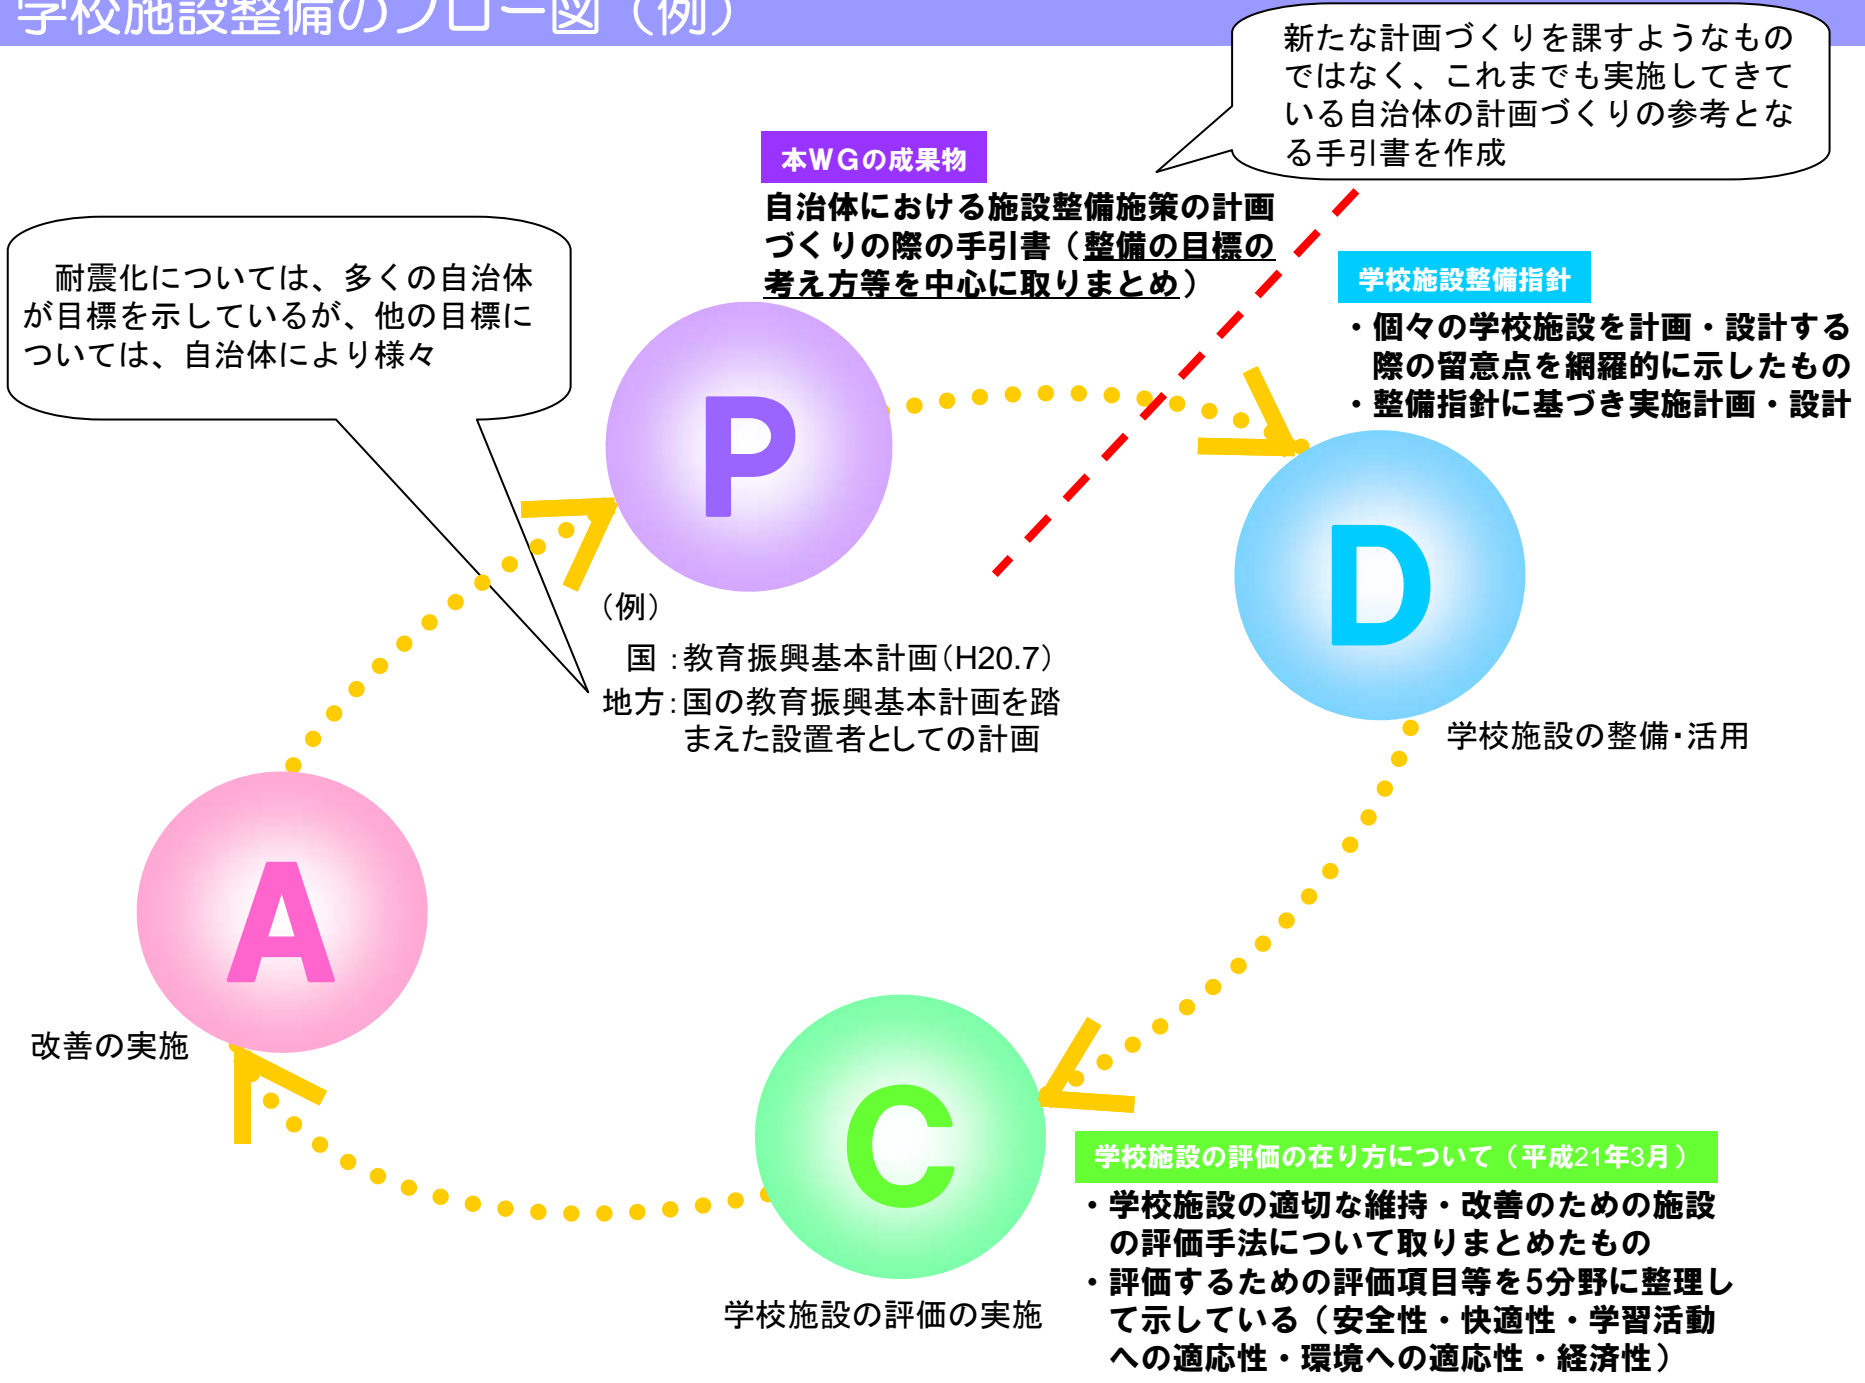 学校施設整備のフロー図（例）
新たな計画づくりを課すようなもの
ではなく、これまでも実施してきて
いる自治体の計画づくりの参考とな
る手引書を作成
本WGの成果物
自治体における施設整備施策の計画
づくりの際の手引書（整備の目標の
考え方等を中心に取りまとめ）
耐震化については、多くの自治体
が目標を示しているが、他の目標に
ついては、自治体により様々
学校施設整備指針
・個々の学校施設を計画・設計する
際の留意点を網羅的に示したもの
・整備指針に基づき実施計画・設計
P
D
（例）
国：教育振興基本計画（H20.7）
地方：国の教育振興基本計画を踏
まえた設置者としての計画
学校施設の整備・活用
A
改善の実施
C
学校施設の評価の在り方について（平成21年3月）
・学校施設の適切な維持・改善のための施設
の評価手法について取りまとめたもの
・評価するための評価項目等を5分野に整理し
て示している（安全性・快適性・学習活動
への適応性・環境への適応性・経済性）
学校施設の評価の実施